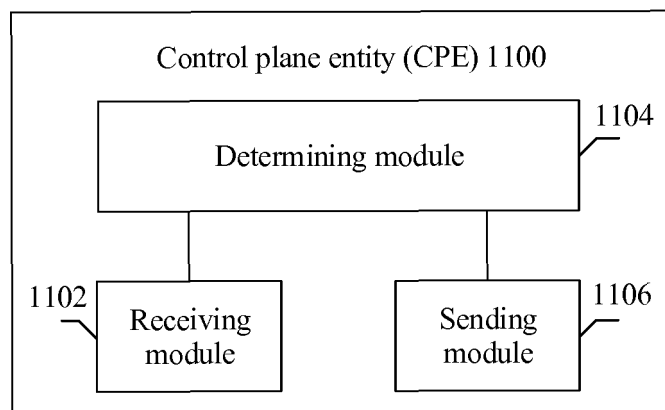 Control plane entity (CPE) 1100
1104
Determining module
1102
Receiving
module
1106
Sending
module